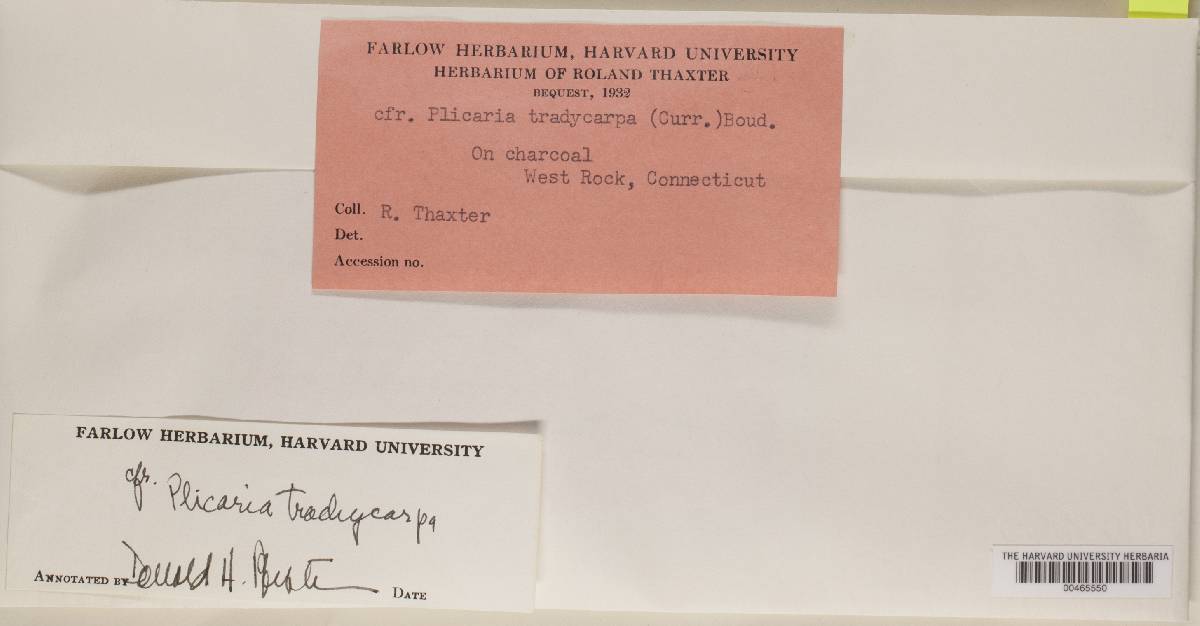 FARLOW HERBARIUM, HARVARD UNIVERSITY
HERBARIUM OF ROLAND THAXTER
BEQUEST, 1932
cfr. Plicaria tradycarpa (Curr.)Boud.
On charcoal
West Rock, Connecticut
Coll. R. Thaxter
Det.
Accession no.
FARLOW HERBARIUM, HARVARD UNIVERSITY
cfr. Plicaria tradycarpa
ANNOTATED BY Donald H. Pfister
DATE
THE HARVARD UNIVERSITY HERBARIA
00465550